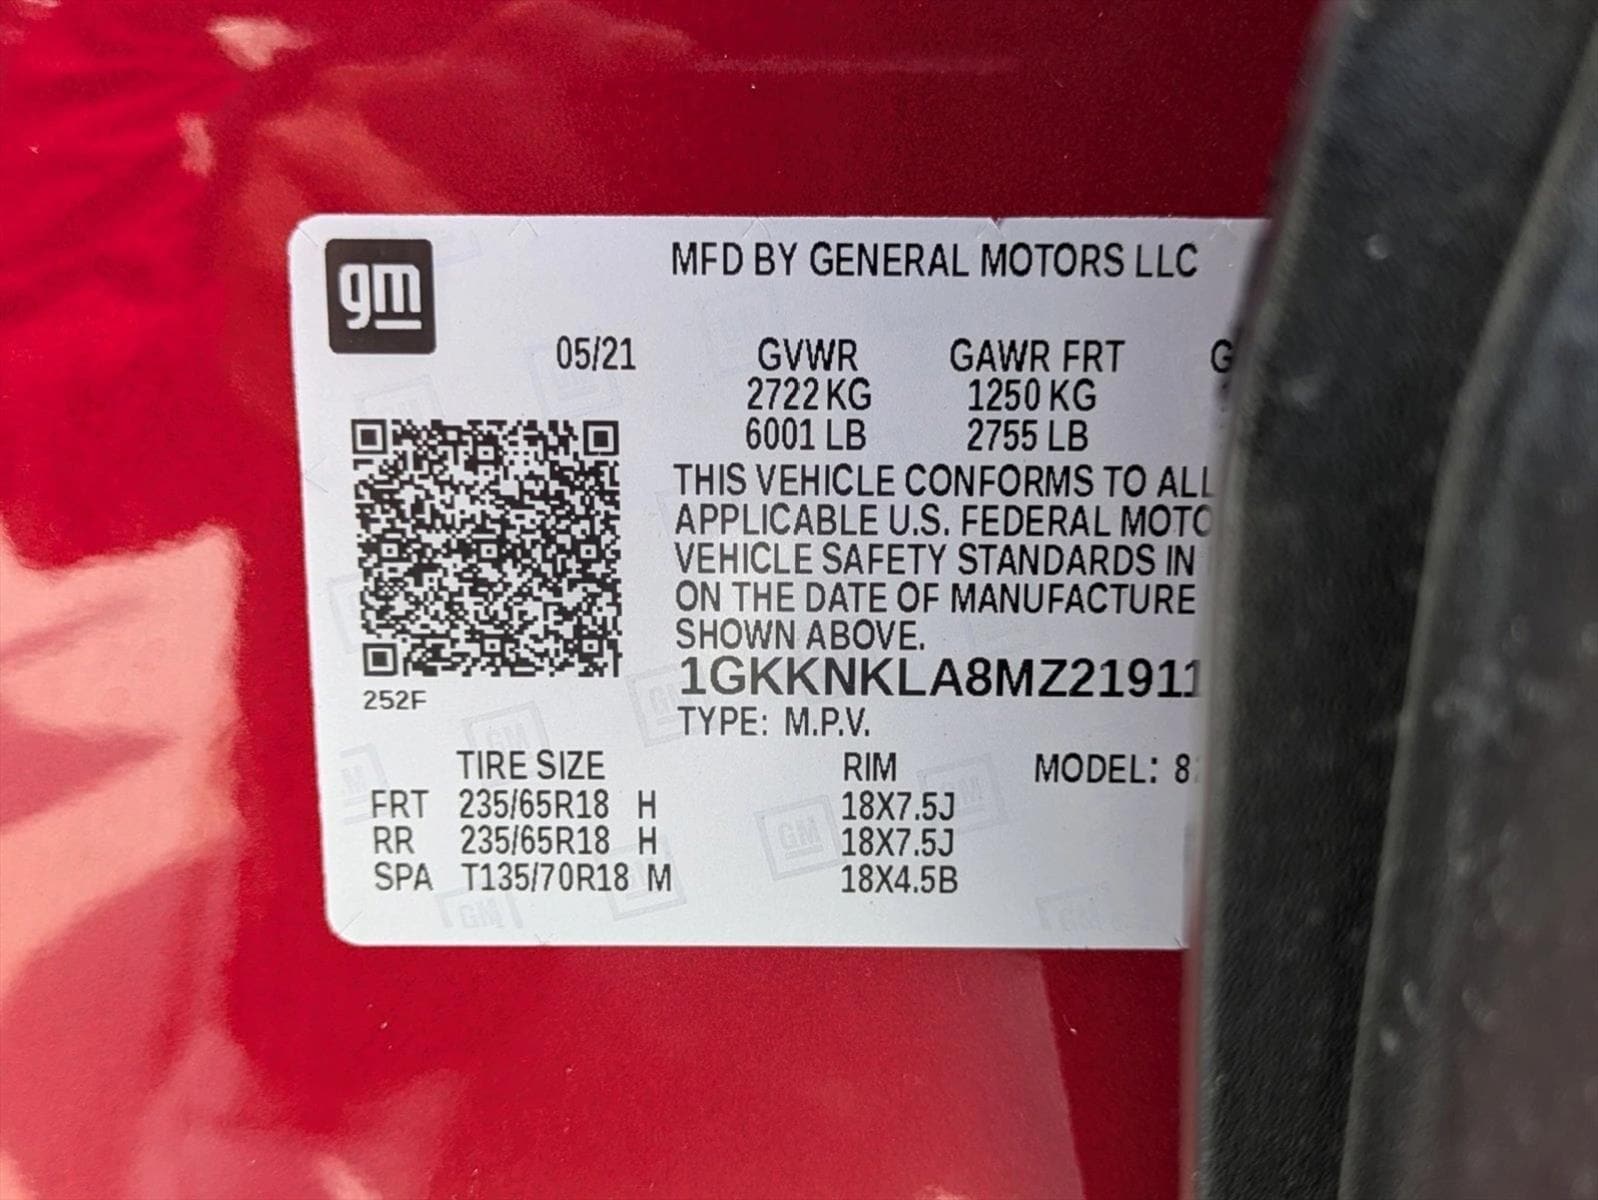 gm
MFD BY GENERAL MOTORS LLC
05/21 GVWR GAWR FRT G
2722 KG 1250 KG
6001 LB 2755 LB
THIS VEHICLE CONFORMS TO ALL
APPLICABLE U.S. FEDERAL MOTO
VEHICLE SAFETY STANDARDS IN
ON THE DATE OF MANUFACTURE
SHOWN ABOVE.
1GKKNKLA8MZ21911
252F
TYPE: M.P.V.
TIRE SIZE RIM MODEL: 8
FRT 235/65R18 H 18X7.5J
RR 235/65R18 H 18X7.5J
SPA T135/70R18 M 18X4.5B